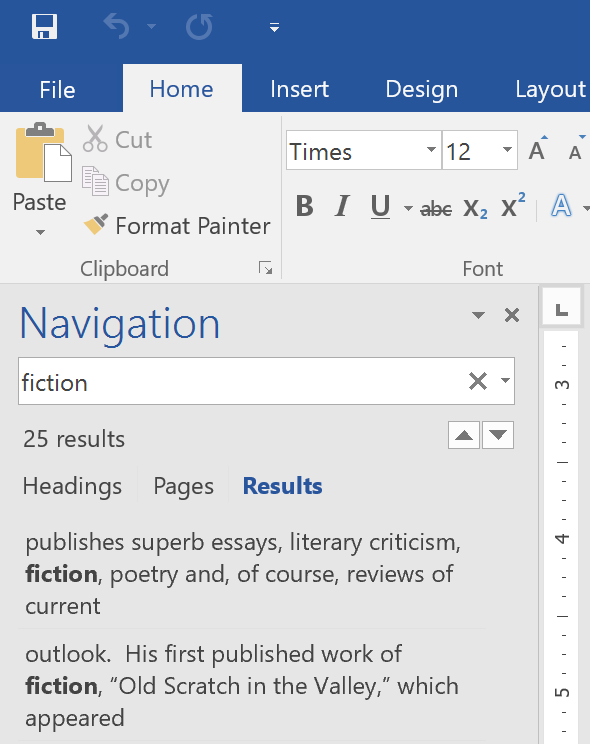 File Home Insert Design Layout
Cut
Copy
Paste
Format Painter
Clipboard
Times 12 A A
B I U abc X₂ X² A
Font
Navigation
L
fiction
25 results
Headings Pages Results
publishes superb essays, literary criticism,
fiction, poetry and, of course, reviews of
current
outlook.  His first published work of
fiction, “Old Scratch in the Valley,” which
appeared
3
4
5